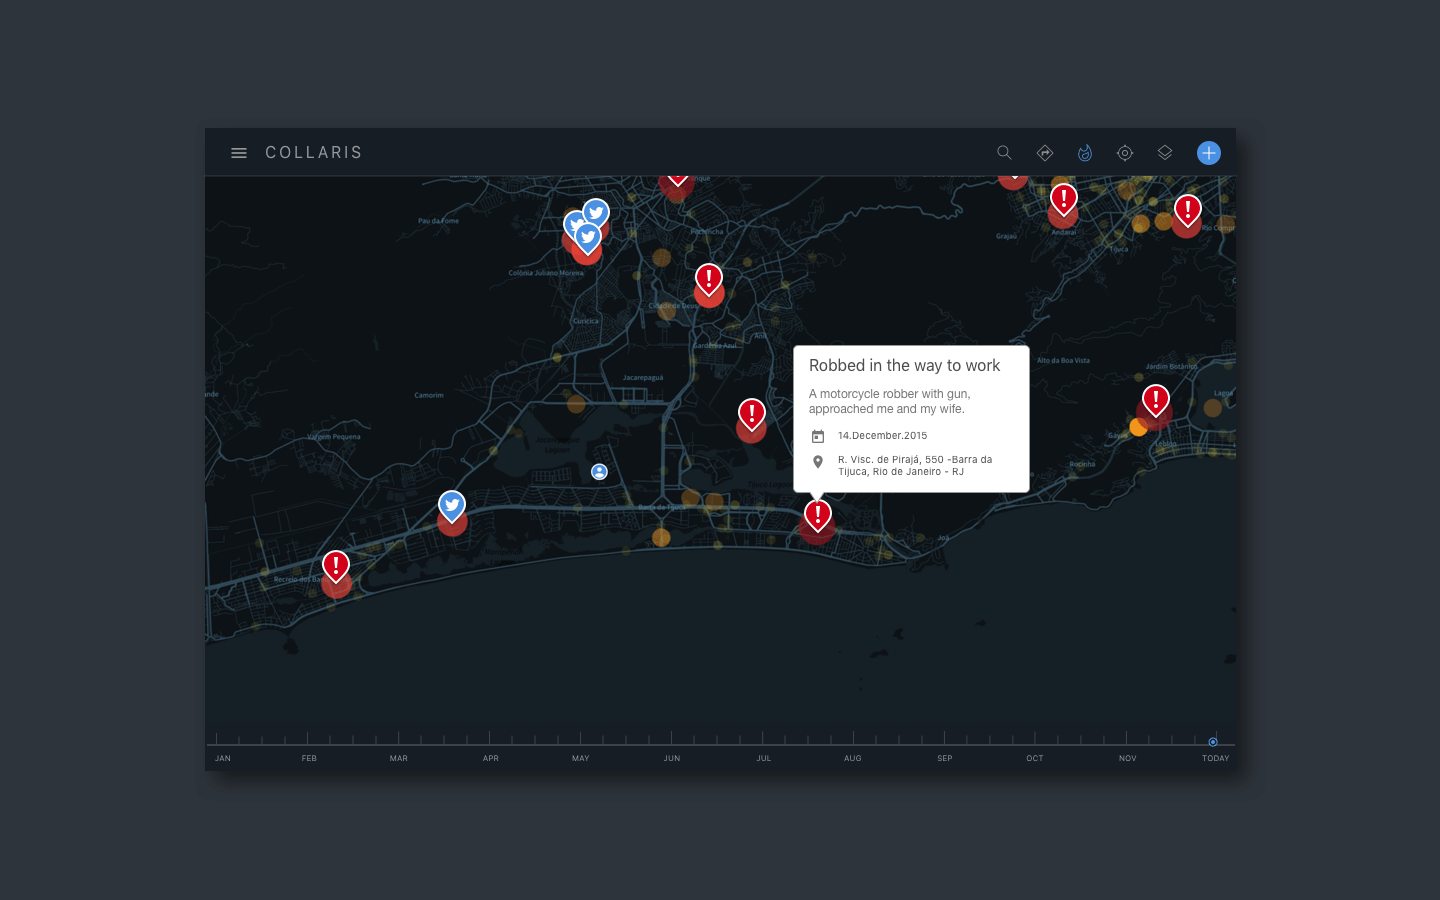 COLLARIS
Pau da Fome
Pechincha
Grajaú
Andaraí
Tijuca
Colônia Juliano Moreira
Cidade de Deus
Curicica
Anil
Gardênia Azul
Alto da Boa Vista
Jardim Botânico
Jacarepaguá
Camorim
Lagoa
Vargem Pequena
Gávea
Leblon
Rocinha
Robbed in the way to work
A motorcycle robber with gun,
approached me and my wife.
14.December.2015
R. Visc. de Pirajá, 550 -Barra da
Tijuca, Rio de Janeiro - RJ
Barra da Tijuca
Joá
Recreio dos Ban
JAN FEB MAR APR MAY JUN JUL AUG SEP OCT NOV TODAY